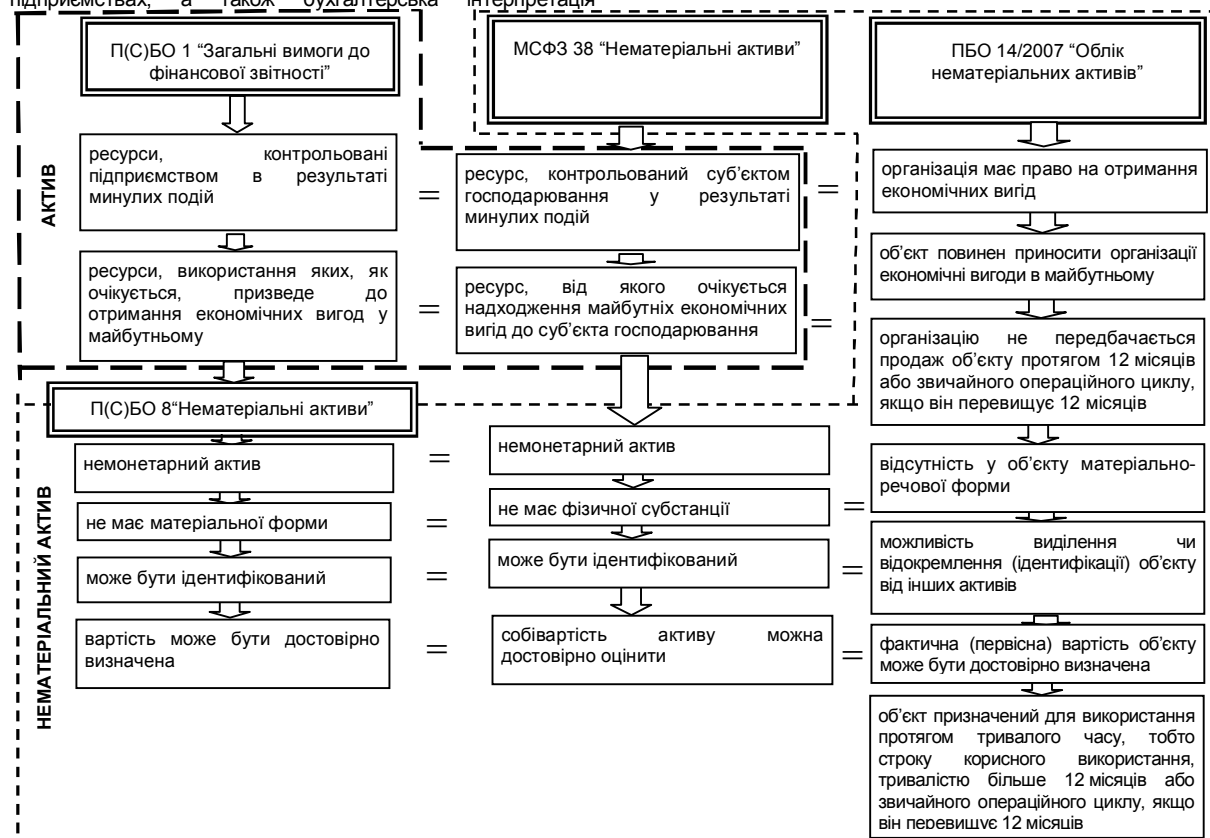 підприємствах, а також бухгалтерська інтерпретація
П(С)БО 1 “Загальні вимоги до
фінансової звітності”
МСФЗ 38 “Нематеріальні активи”
ПБО 14/2007 “Облік
нематеріальних активів”
АКТИВ
ресурси, контрольовані
підприємством в результаті
минулих подій
=
ресурс, контрольований суб’єктом
господарювання у результаті
минулих подій
=
організація має право на отримання
економічних вигід
об’єкт повинен приносити організації
економічні вигоди в майбутньому
ресурси, використання яких, як
очікується, призведе до
отримання економічних вигод у
майбутньому
=
ресурс, від якого очікується
надходження майбутніх економічних
вигід до суб’єкта господарювання
=
організацію не передбачається
продаж об’єкту протягом 12 місяців
або звичайного операційного циклу,
якщо він перевищує 12 місяців
П(С)БО 8“Нематеріальні активи”
НЕМАТЕРІАЛЬНИЙ АКТИВ
немонетарний актив
=
немонетарний актив
відсутність у об’єкту матеріально-
речової форми
не має матеріальної форми
=
не має фізичної субстанції
=
може бути ідентифікований
=
може бути ідентифікований
=
можливість виділення чи
відокремлення (ідентифікації) об’єкту
від інших активів
вартість може бути достовірно
визначена
=
собівартість активу можна
достовірно оцінити
=
фактична (первісна) вартість об’єкту
може бути достовірно визначена
об’єкт призначений для використання
протягом тривалого часу, тобто
строку корисного використання,
тривалістю більше 12 місяців або
звичайного операційного циклу, якщо
він перевищує 12 місяців